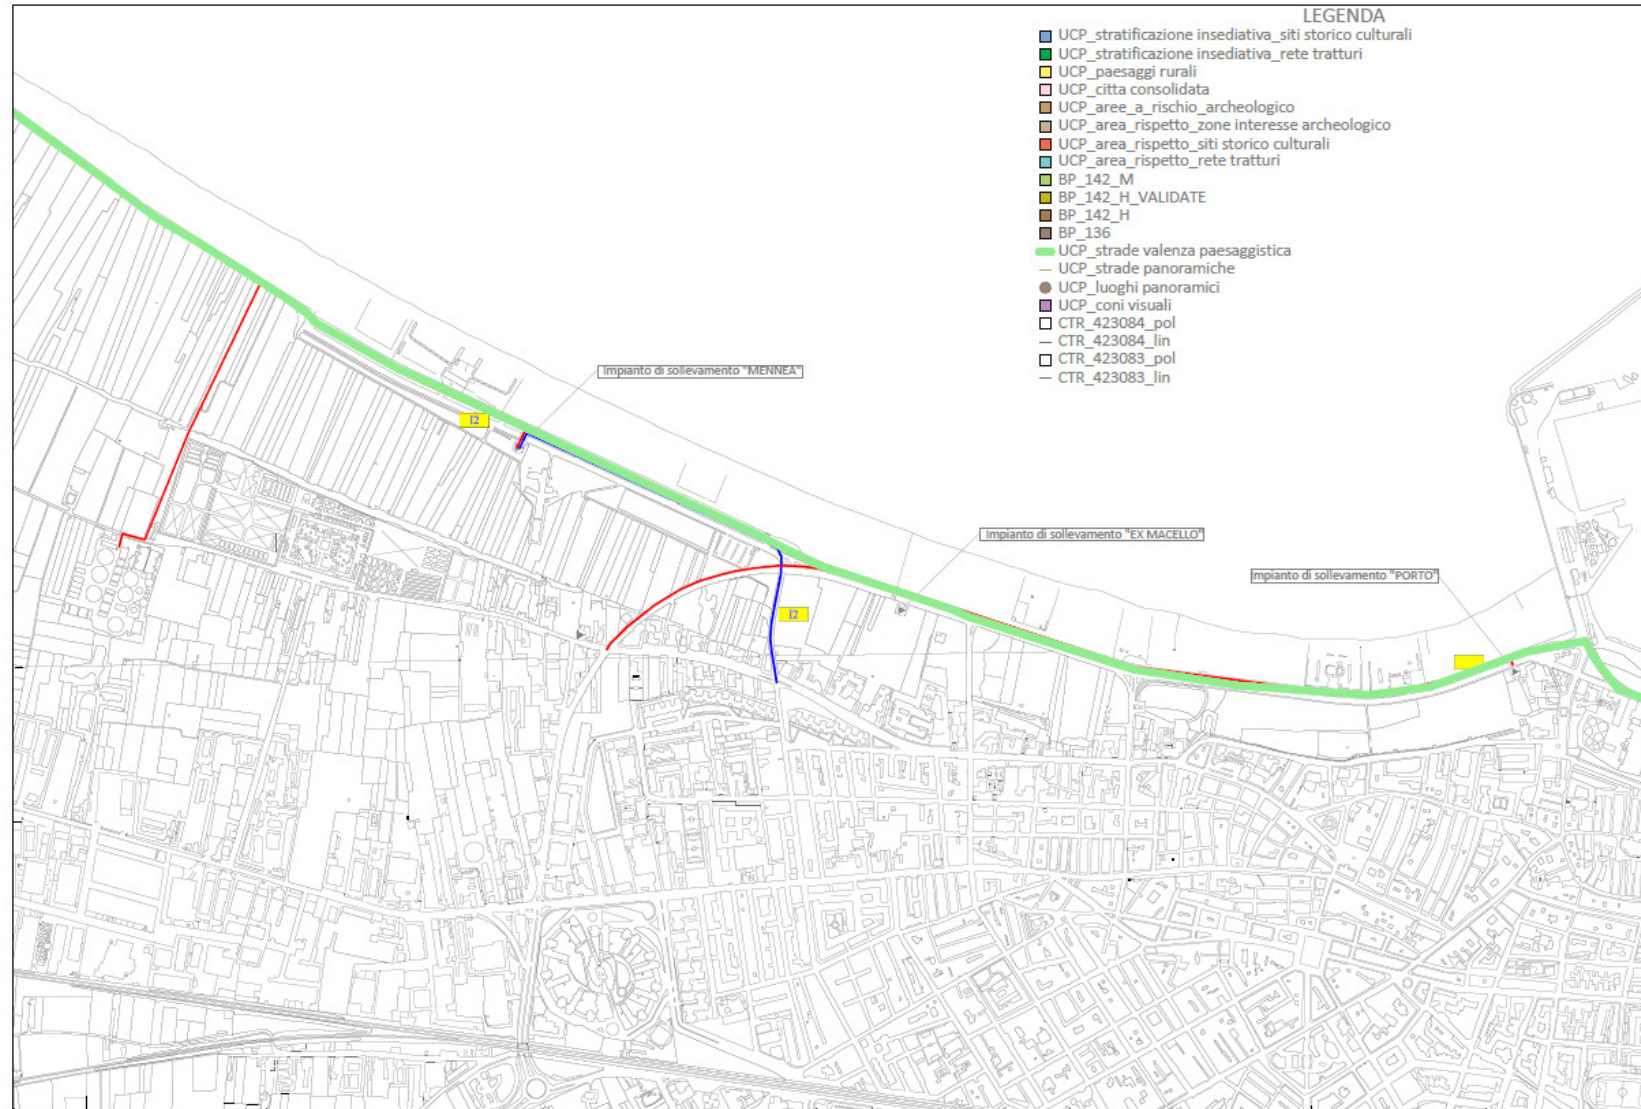 LEGENDA
UCP_stratificazione insediativa_siti storico culturali
UCP_stratificazione insediativa_rete tratturi
UCP_paesaggi rurali
UCP_citta consolidata
UCP_aree_a_rischio_archeologico
UCP_area_rispetto_zone interesse archeologico
UCP_area_rispetto_siti storico culturali
UCP_area_rispetto_rete tratturi
BP_142_M
BP_142_H_VALIDATE
BP_142_H
BP_136
UCP_strade valenza paesaggistica
UCP_strade panoramiche
UCP_luoghi panoramici
UCP_coni visuali
CTR_423084_pol
CTR_423084_lin
CTR_423083_pol
CTR_423083_lin
Impianto di sollevamento "MENNEA"
I2
Impianto di sollevamento "EX MACELLO"
Impianto di sollevamento "PORTO"
I2